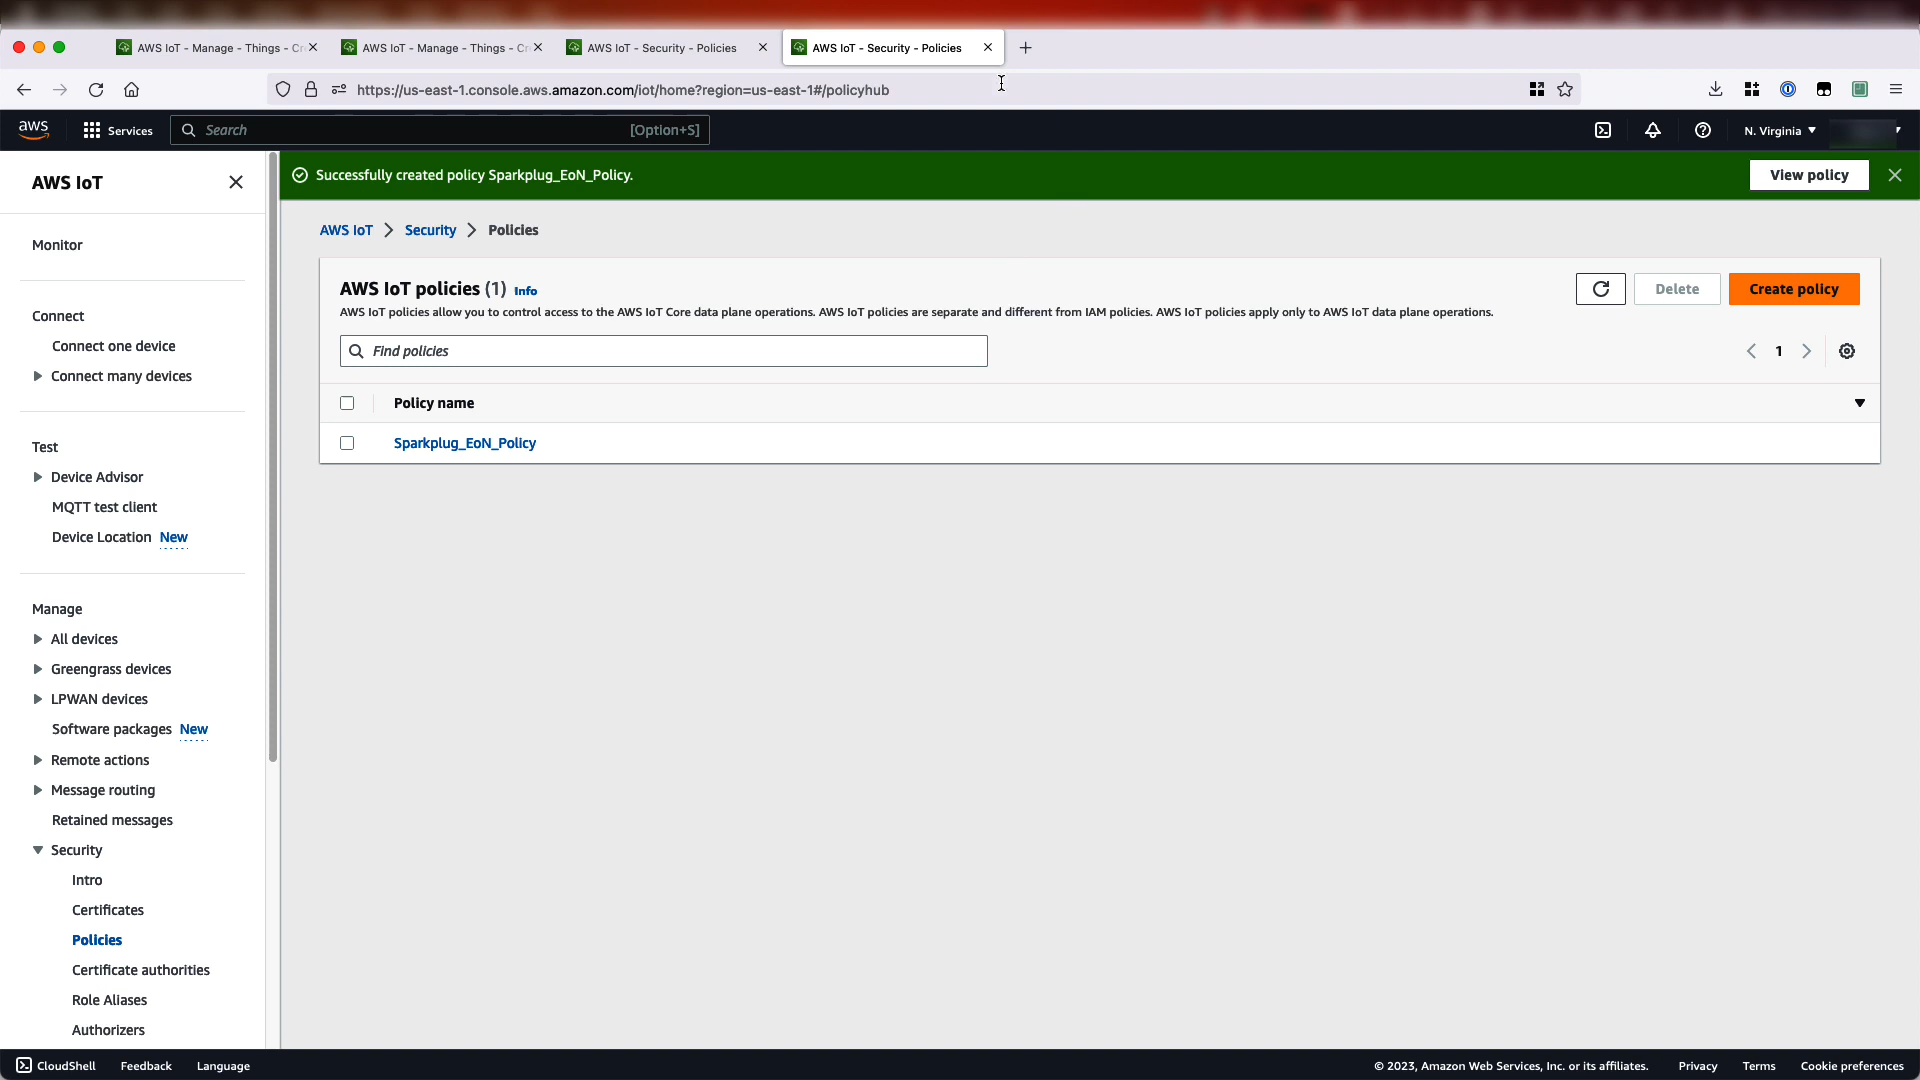 AWS IoT - Manage - Things - Cr
AWS IoT - Manage - Things - Cr
AWS IoT - Security - Policies
AWS IoT - Security - Policies
https://us-east-1.console.aws.amazon.com/iot/home?region=us-east-1#/policyhub
aws
Services
Search
[Option+S]
N. Virginia
AWS IoT
Monitor
Connect
Connect one device
Connect many devices
Test
Device Advisor
MQTT test client
Device Location New
Manage
All devices
Greengrass devices
LPWAN devices
Software packages New
Remote actions
Message routing
Retained messages
Security
Intro
Certificates
Policies
Certificate authorities
Role Aliases
Authorizers
Successfully created policy Sparkplug_EoN_Policy.
View policy
AWS IoT > Security > Policies
AWS IoT policies (1) Info
AWS IoT policies allow you to control access to the AWS IoT Core data plane operations. AWS IoT policies are separate and different from IAM policies. AWS IoT policies apply only to AWS IoT data plane operations.
Delete
Create policy
Find policies
1
Policy name
Sparkplug_EoN_Policy
CloudShell
Feedback
Language
© 2023, Amazon Web Services, Inc. or its affiliates.
Privacy
Terms
Cookie preferences